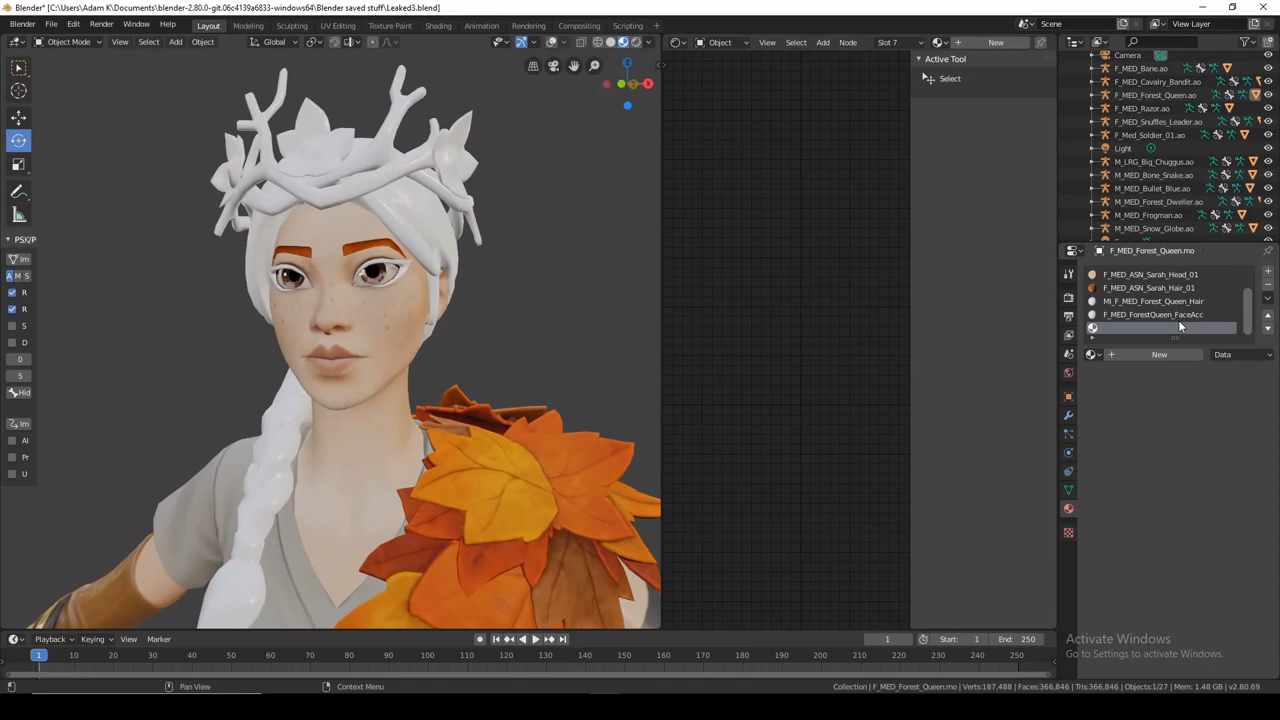 Blender* [C:\Users\Adam K\Documents\blender-2.80.0-git.06c4139a6833-windows64\Blender saved stuff\Leaked3.blend]
File Edit Render Window Help Layout Modeling Sculpting UV Editing Texture Paint Shading Animation Rendering Compositing Scripting Scene View Layer
Object Mode View Select Add Object Global Object View Select Add Node Slot 7 New
Active Tool
Select
Camera
F_MED_Bane.ao
F_MED_Cavalry_Bandit.ao
F_MED_Forest_Queen.ao
F_MED_Razor.ao
F_MED_Snuffles_Leader.ao
F_Med_Soldier_01.ao
Light
M_LRG_Big_Chuggus.ao
M_MED_Bone_Snake.ao
M_MED_Bullet_Blue.ao
M_MED_Forest_Dweller.ao
M_MED_Frogman.ao
M_MED_Snow_Globe.ao
PSK/P
Im
A M S
R
R
S
D
0
5
Hid
Im
Al
Pr
U
F_MED_Forest_Queen.mo
F_MED_ASN_Sarah_Head_01
F_MED_ASN_Sarah_Hair_01
MI_F_MED_Forest_Queen_Hair
F_MED_ForestQueen_FaceAcc
New Data
Playback Keying View Marker 1 Start: 1 End: 250
1 10 20 30 40 50 60 70 80 90 100 110 120 130 140 150 160 170 180 190 200 210 220 230 240 250
Activate Windows
Go to Settings to activate Windows.
Pan View Context Menu Collection | F_MED_Forest_Queen.mo | Verts:187,488 | Faces:366,846 | Tris:366,846 | Objects:1/27 | Mem: 1.48 GB | v2.80.69